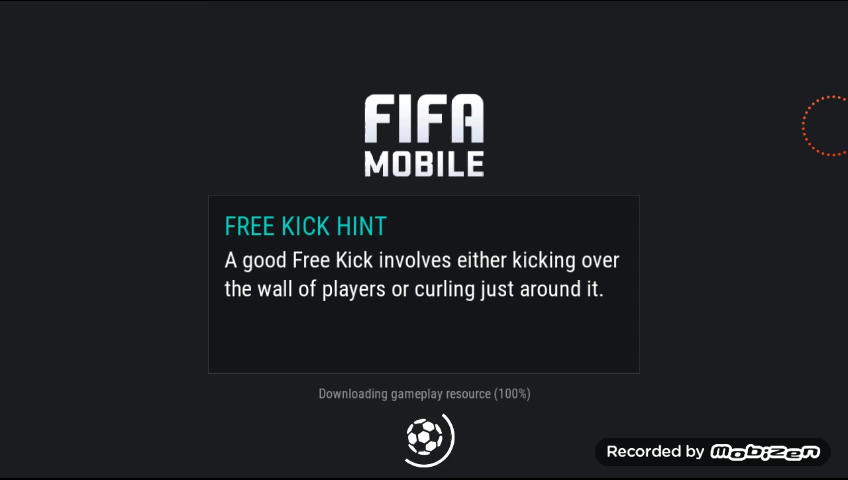 FIFA
MOBILE
FREE KICK HINT
A good Free Kick involves either kicking over
the wall of players or curling just around it.
Downloading gameplay resource (100%)
Recorded by Mobizen